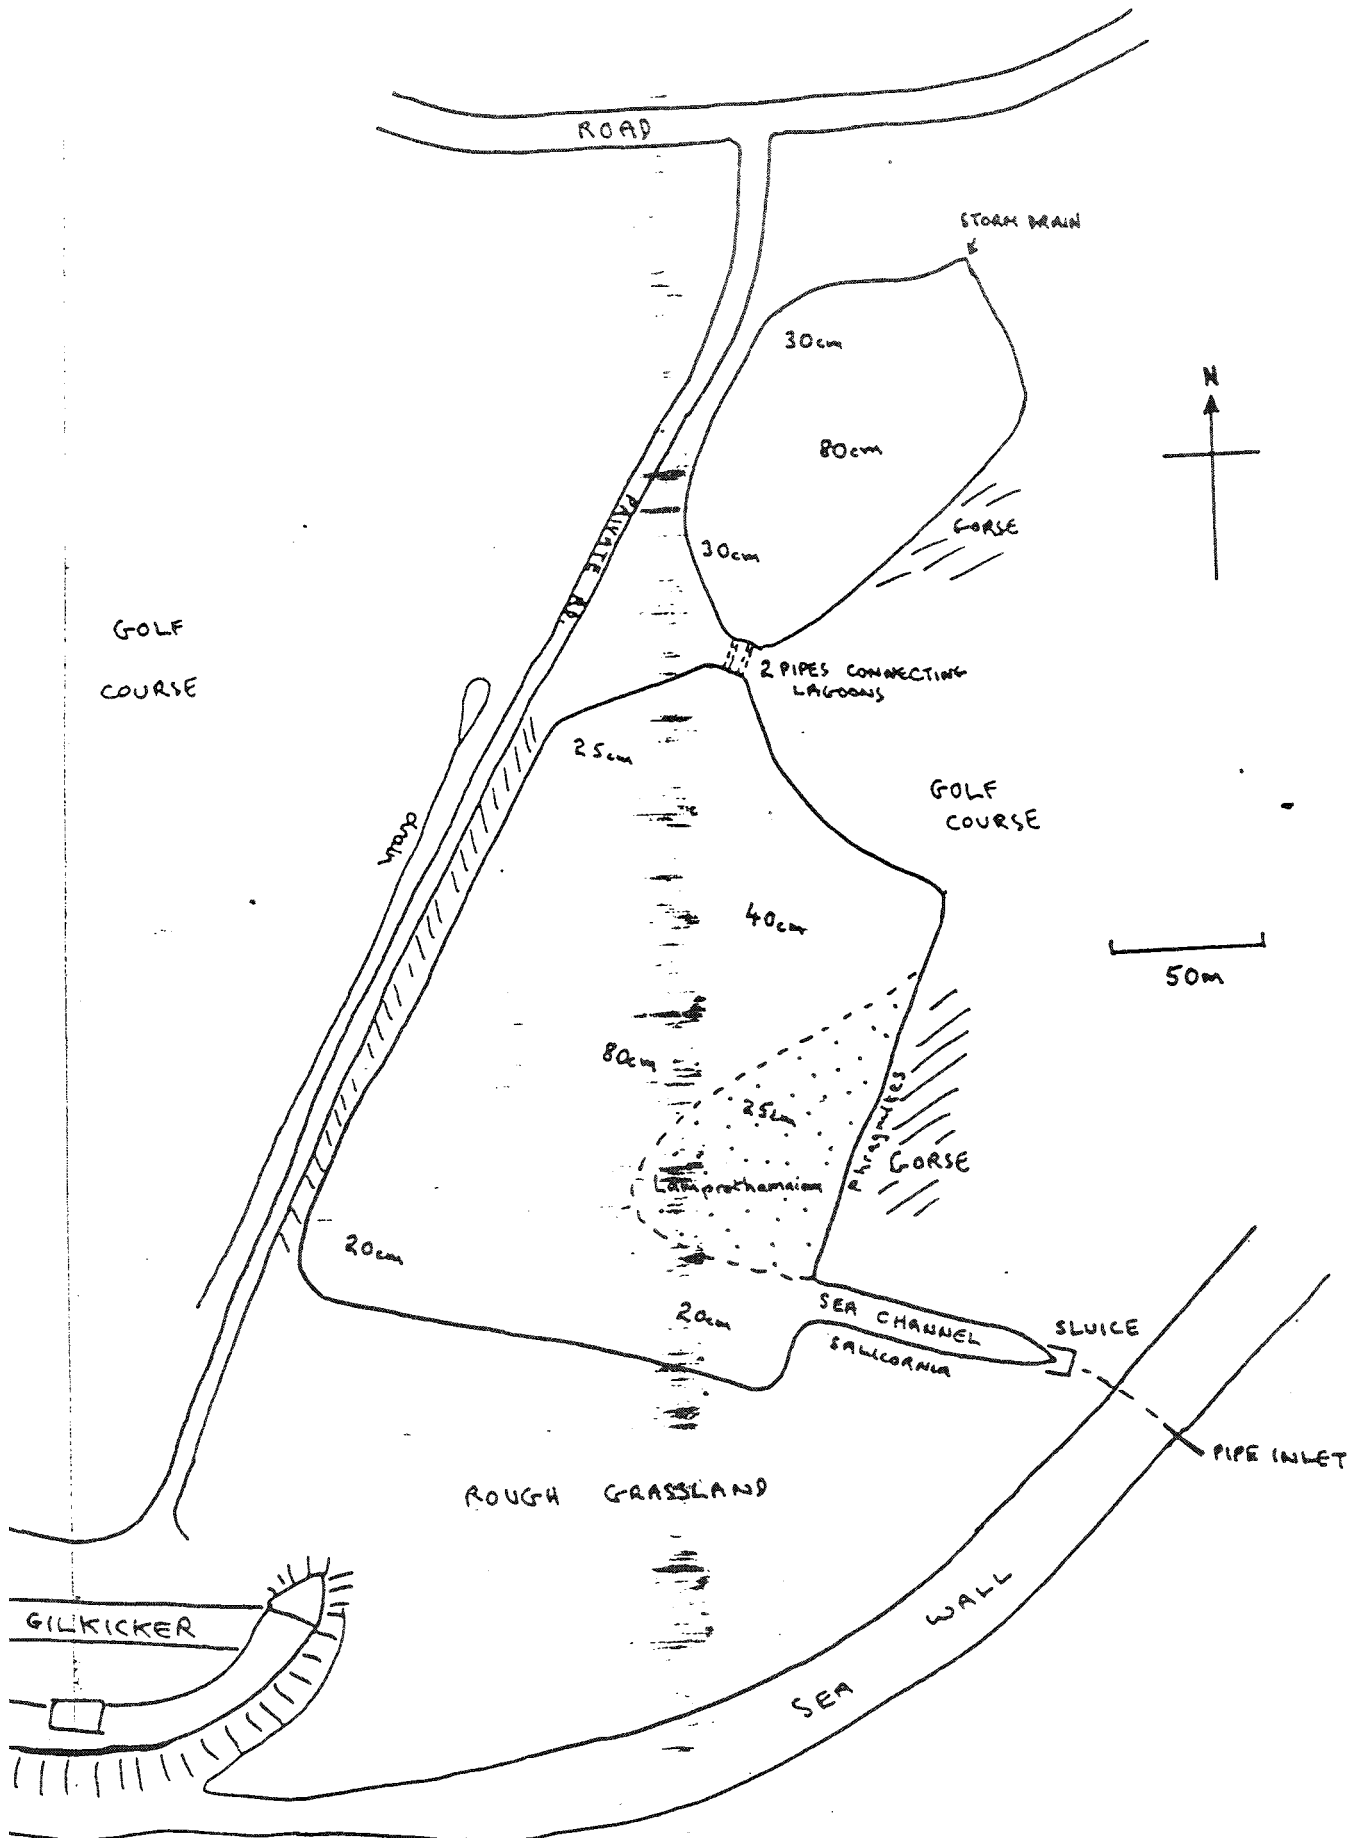 ROAD
STORM DRAIN
30cm
N
80cm
GORSE
PRIVATE RD.
30cm
GOLF
COURSE
2 PIPES CONNECTING
LAGOONS
25cm
GOLF
COURSE
drain
40cm
50m
80cm
25cm
Phragmites
GORSE
Lamprothamnium
20cm
20cm
SEA CHANNEL
SLUICE
SALICORNIA
PIPE INLET
ROUGH GRASSLAND
WALL
SEA
GILKICKER